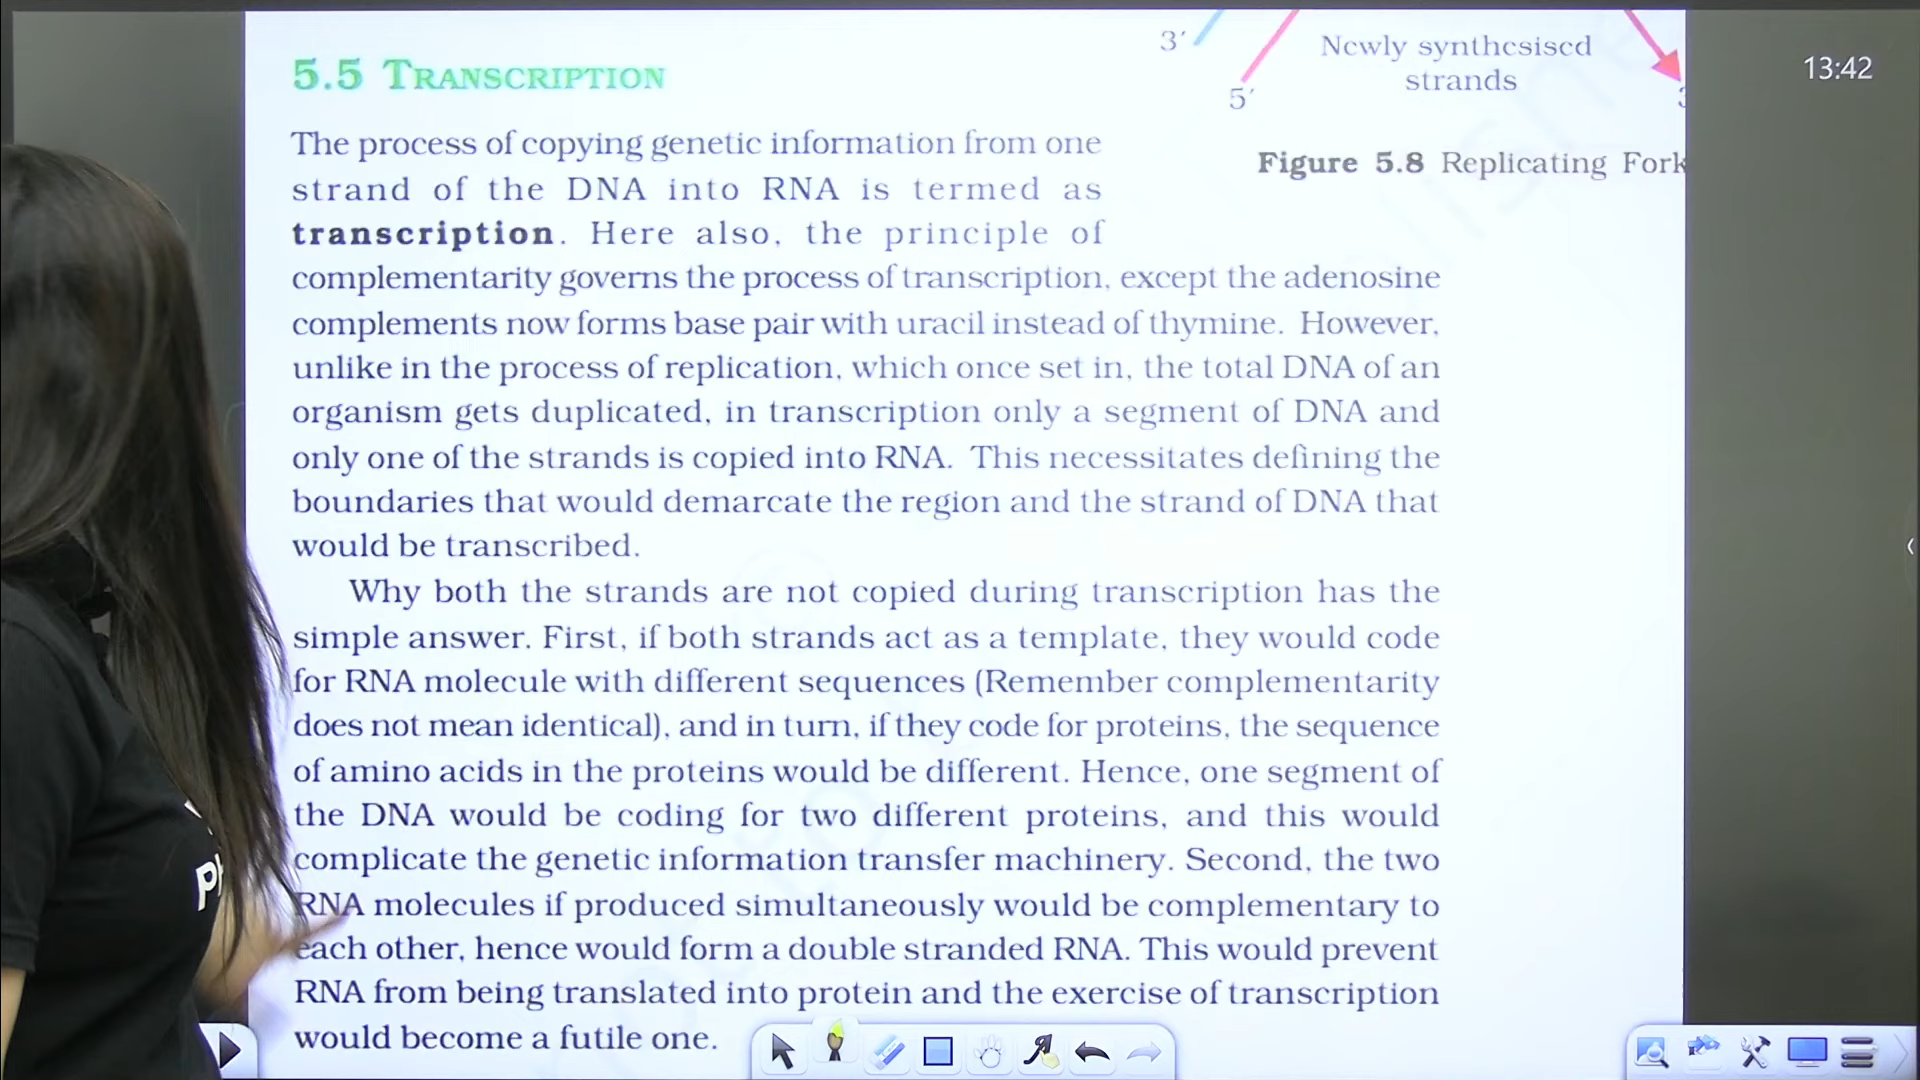 3′
Newly synthesised
strands
5′
13:42
5.5 TRANSCRIPTION
Figure 5.8 Replicating Fork
The process of copying genetic information from one
strand of the DNA into RNA is termed as
transcription. Here also, the principle of
complementarity governs the process of transcription, except the adenosine
complements now forms base pair with uracil instead of thymine. However,
unlike in the process of replication, which once set in, the total DNA of an
organism gets duplicated, in transcription only a segment of DNA and
only one of the strands is copied into RNA. This necessitates defining the
boundaries that would demarcate the region and the strand of DNA that
would be transcribed.
Why both the strands are not copied during transcription has the
simple answer. First, if both strands act as a template, they would code
for RNA molecule with different sequences (Remember complementarity
does not mean identical), and in turn, if they code for proteins, the sequence
of amino acids in the proteins would be different. Hence, one segment of
the DNA would be coding for two different proteins, and this would
complicate the genetic information transfer machinery. Second, the two
RNA molecules if produced simultaneously would be complementary to
each other, hence would form a double stranded RNA. This would prevent
RNA from being translated into protein and the exercise of transcription
would become a futile one.